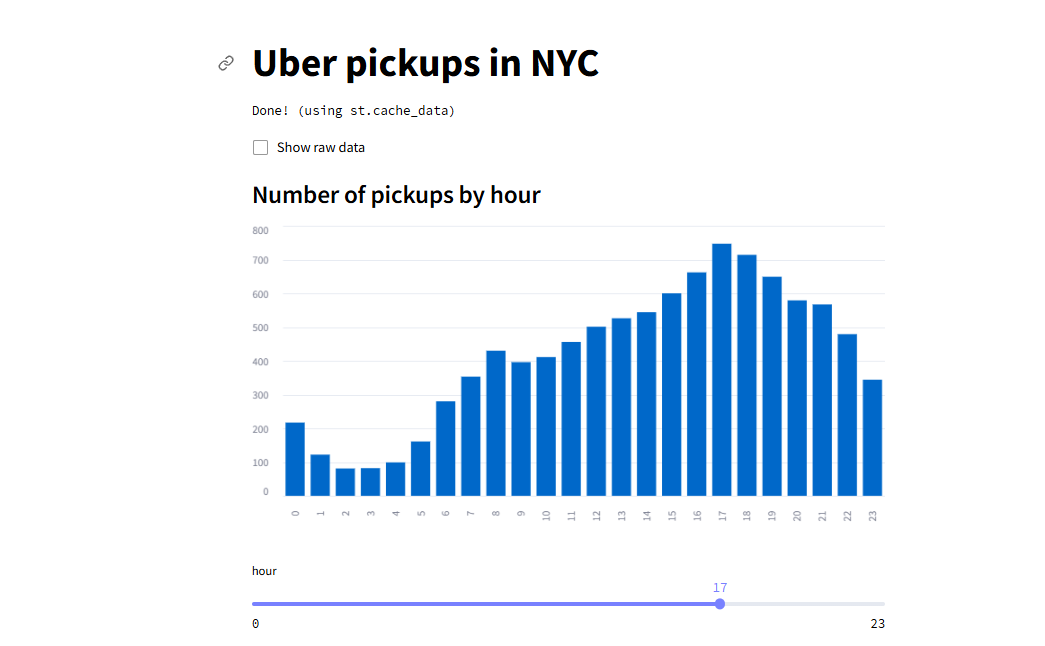 Uber pickups in NYC
Done! (using st.cache_data)
Show raw data
Number of pickups by hour
800
700
600
500
400
300
200
100
0
0 1 2 3 4 5 6 7 8 9 10 11 12 13 14 15 16 17 18 19 20 21 22 23
hour
17
0 23